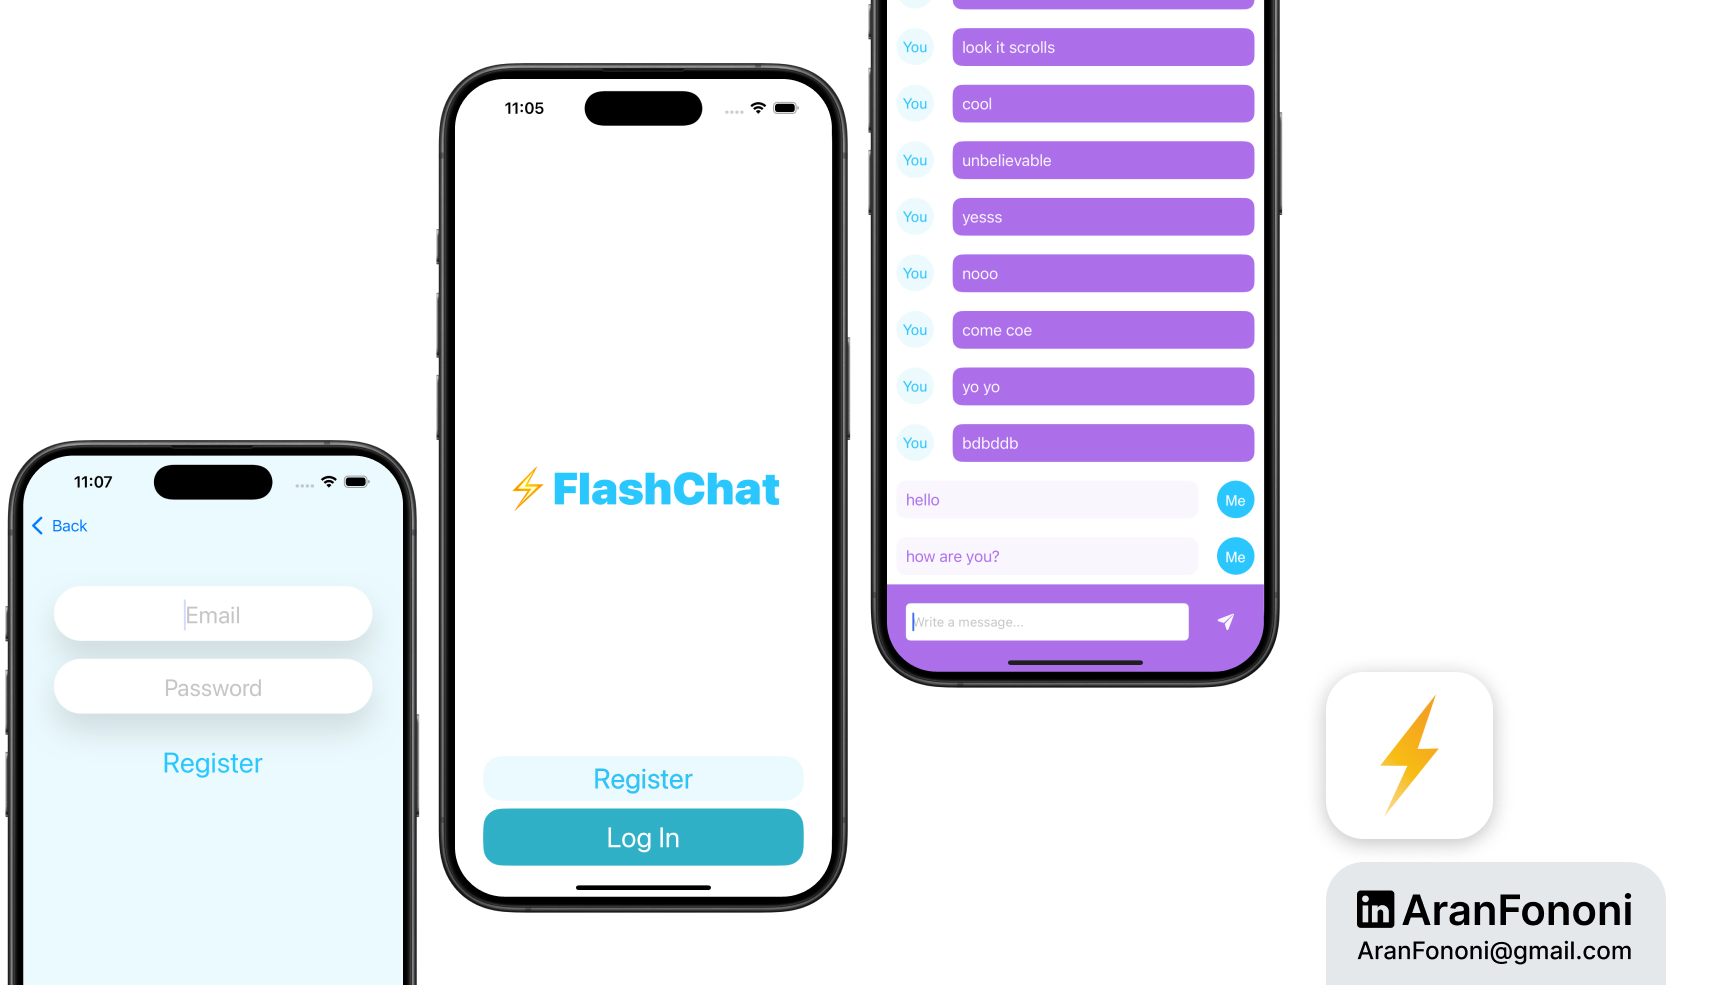 11:07
Back
Email
Password
Register
11:05
⚡FlashChat
Register
Log In
You look it scrolls
You cool
You unbelievable
You yesss
You nooo
You come coe
You yo yo
You bdbddb
hello Me
how are you? Me
Write a message...
in AranFononi
AranFononi@gmail.com